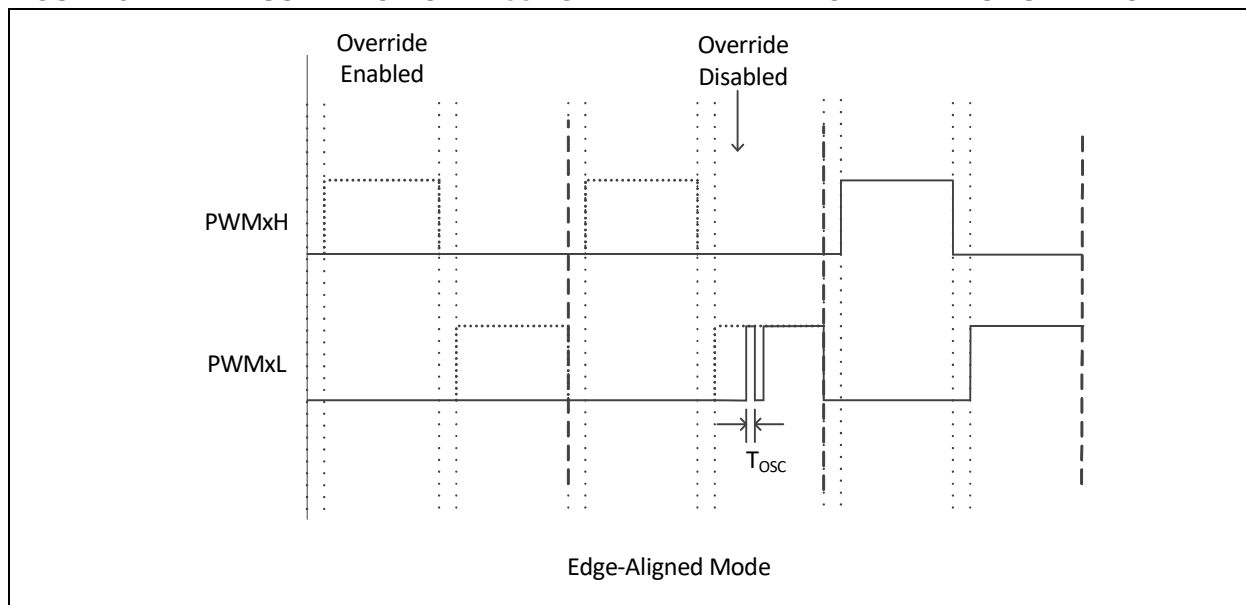 Override
Enabled
Override
Disabled
PWMxH
PWMxL
TOSC
Edge-Aligned Mode